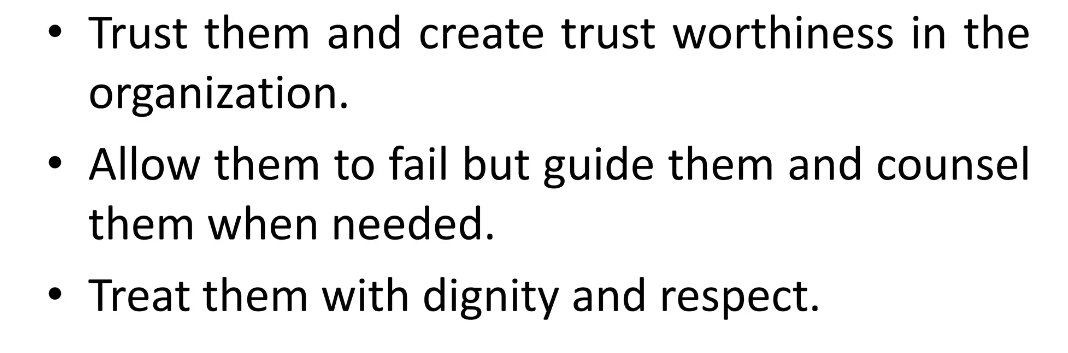 • Trust them and create trust worthiness in the
organization.
• Allow them to fail but guide them and counsel
them when needed.
• Treat them with dignity and respect.